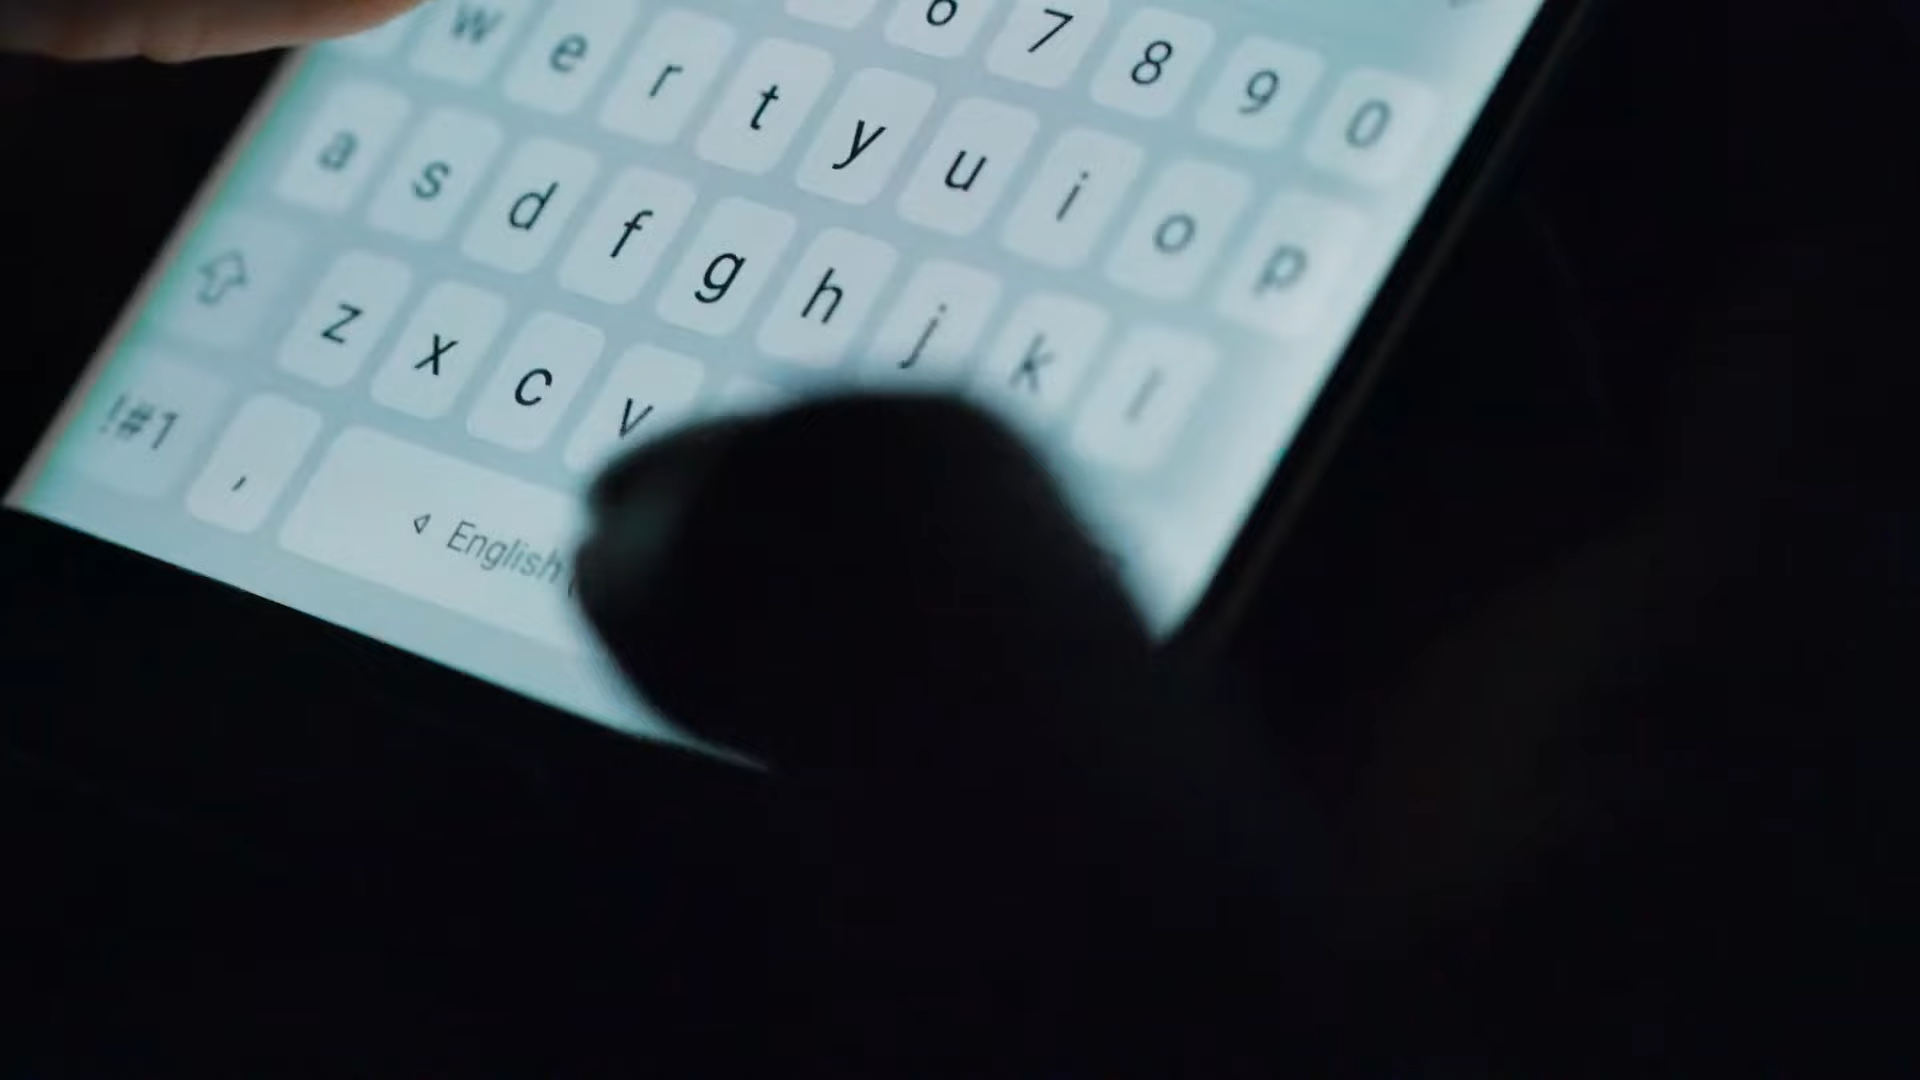 6 7 8 9 0
w e r t y u i o p
a s d f g h j k l
z x c v
!#1 , English